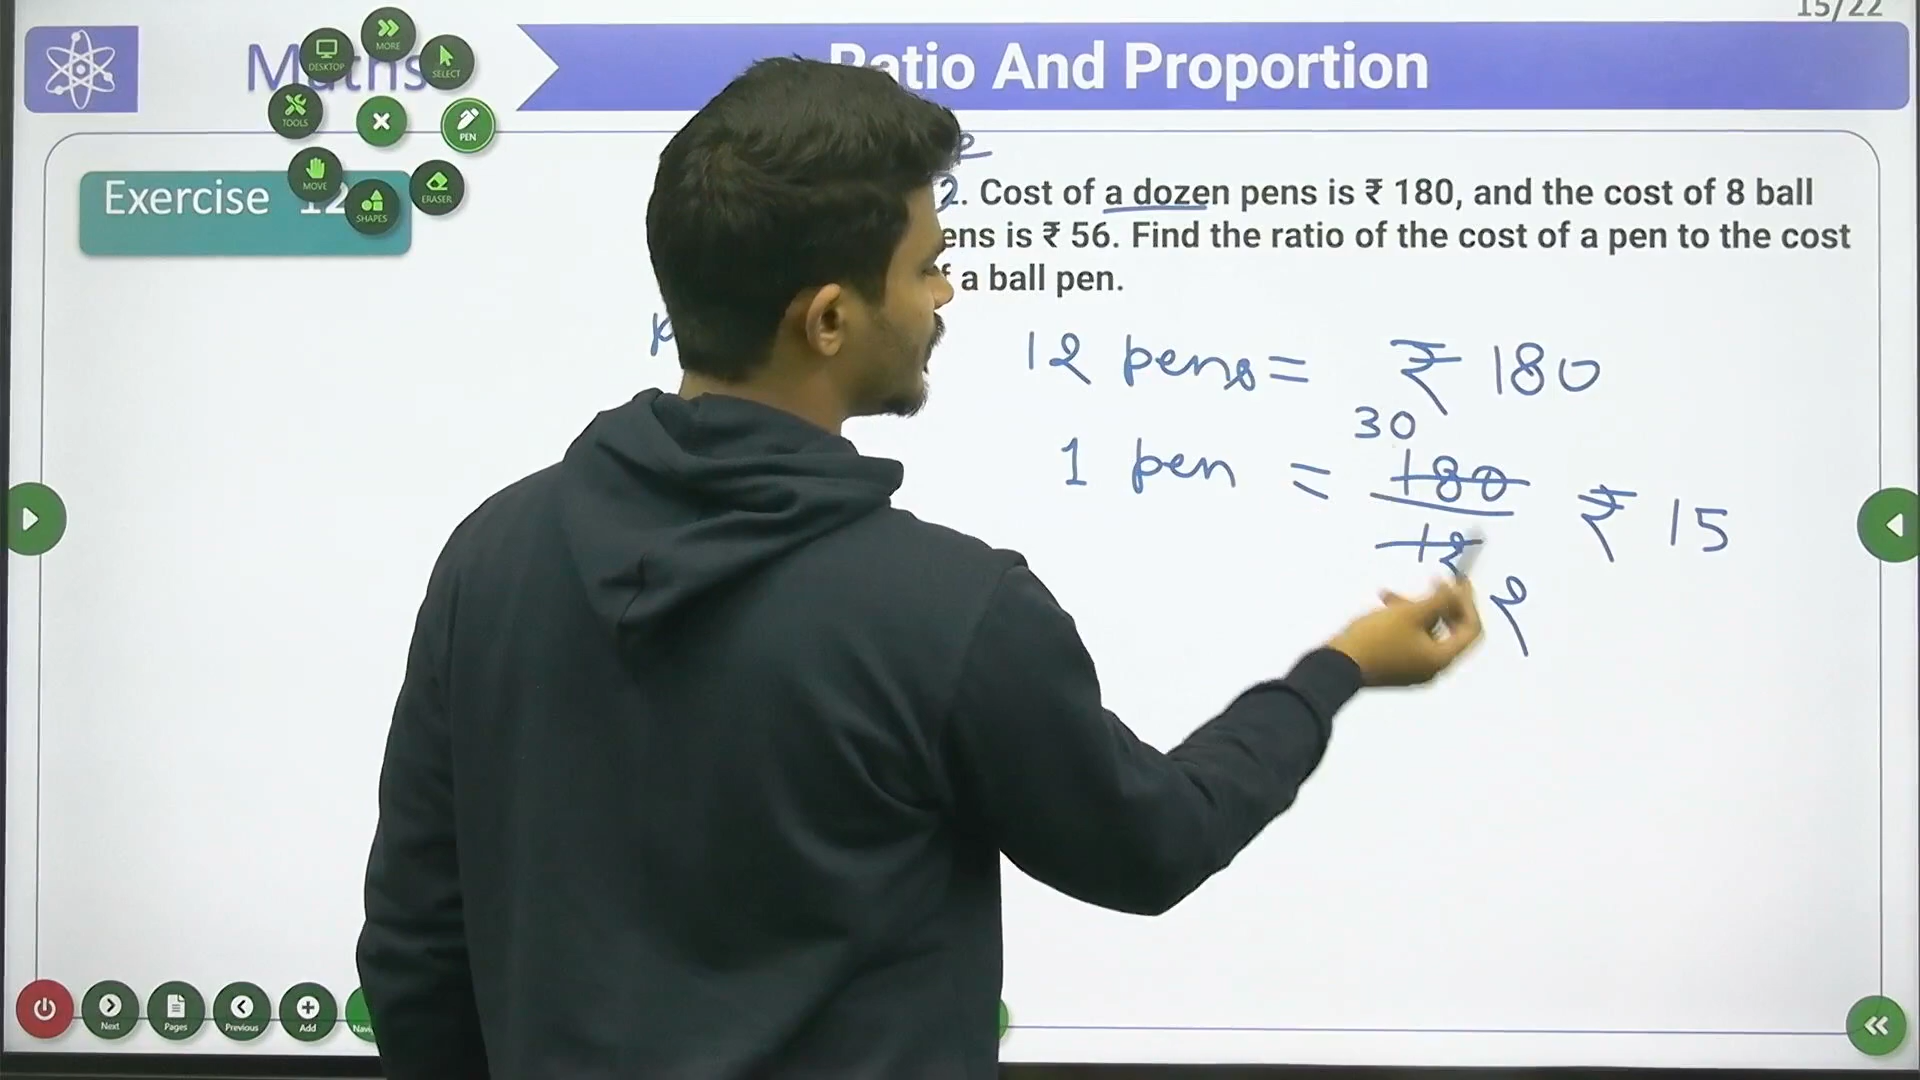 15/22
Maths
Ratio And Proportion
DESKTOP
MORE
SELECT
TOOLS
PEN
MOVE
SHAPES
ERASER
Exercise 12
2. Cost of a dozen pens is ₹ 180, and the cost of 8 ball
ens is ₹ 56. Find the ratio of the cost of a pen to the cost
a ball pen.
12 pens = ₹ 180
30
1 pen = 180 ₹ 15
12
2
Next
Pages
Previous
Add